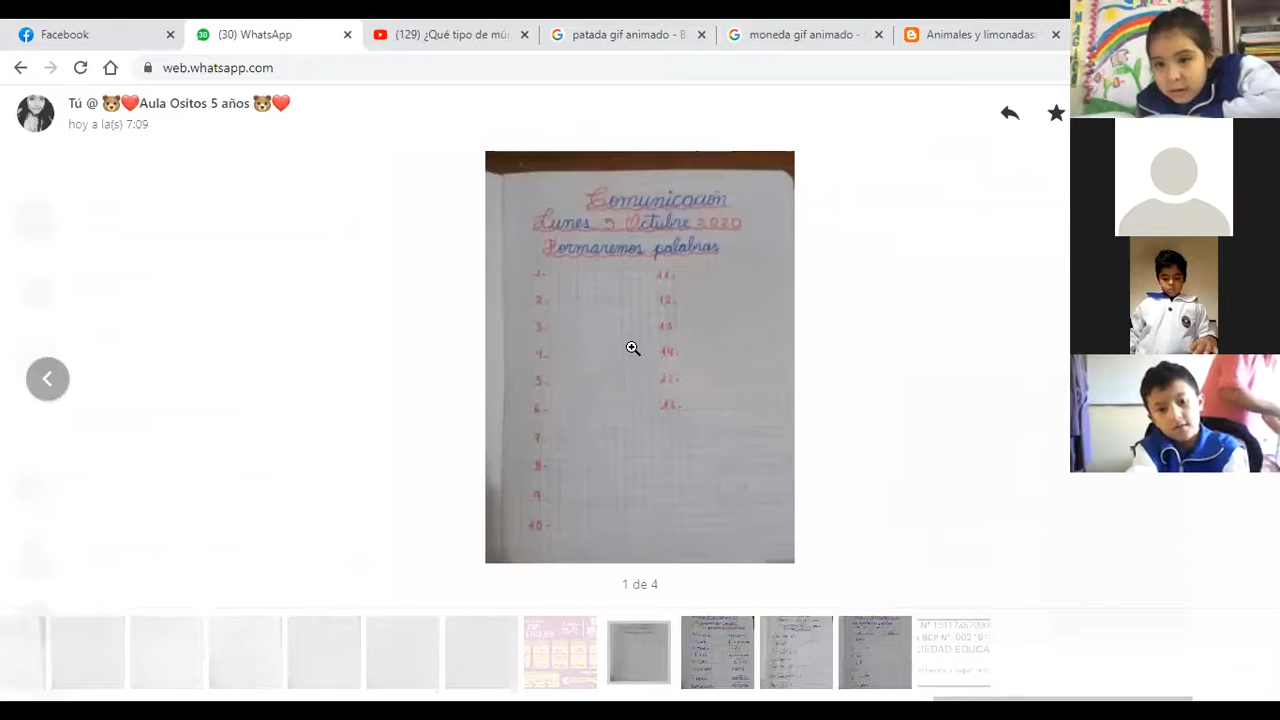 Facebook
(30) WhatsApp
(129) ¿Qué tipo de mú
patada gif animado - B
moneda gif animado -
Animales y limonadas:
web.whatsapp.com
Tú @ 🐻❤️Aula Ositos 5 años 🐻❤️
hoy a la(s) 7:09
Comunicación
Lunes 5 Octubre 2020
Formaremos palabras
1-
2-
3-
4-
5-
6-
7
8-
9
10-
11-
12-
13
14-
15-
16-
1 de 4